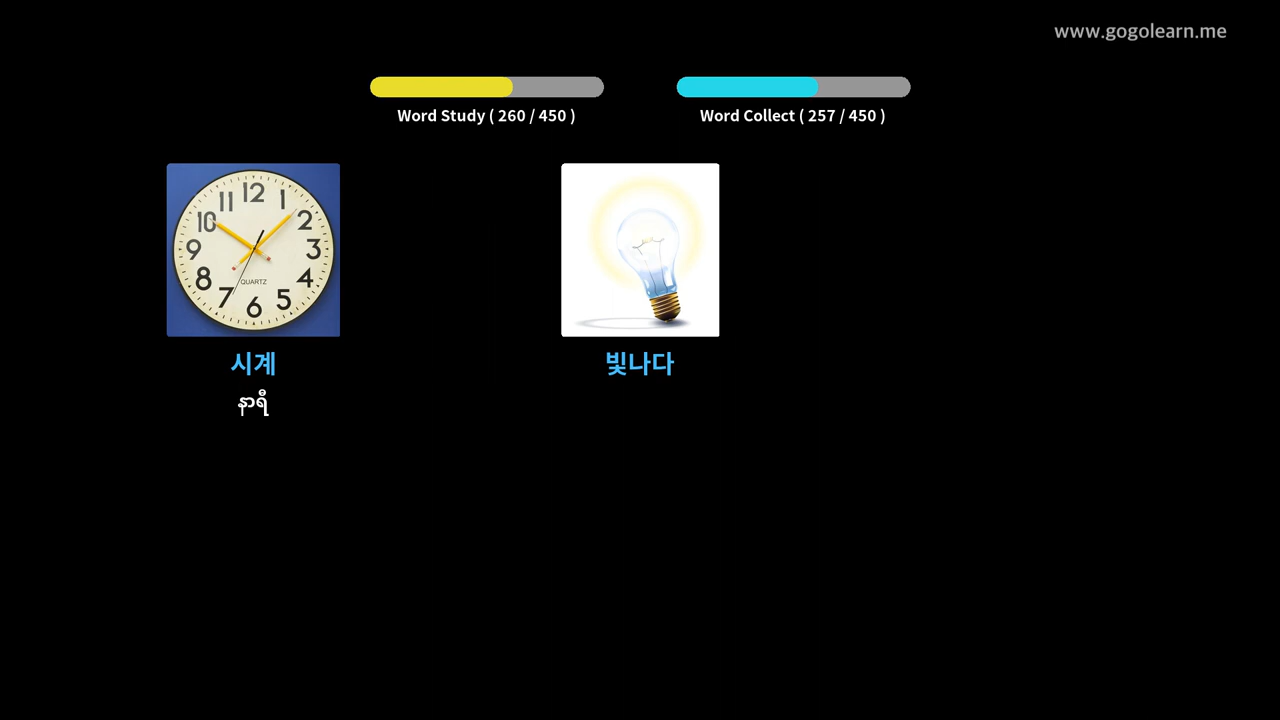 www.gogolearn.me
Word Study ( 260 / 450 )
Word Collect ( 257 / 450 )
12
11
1
10
2
9
3
8
4
QUARTZ
7
5
6
시계
빛나다
နာရီ